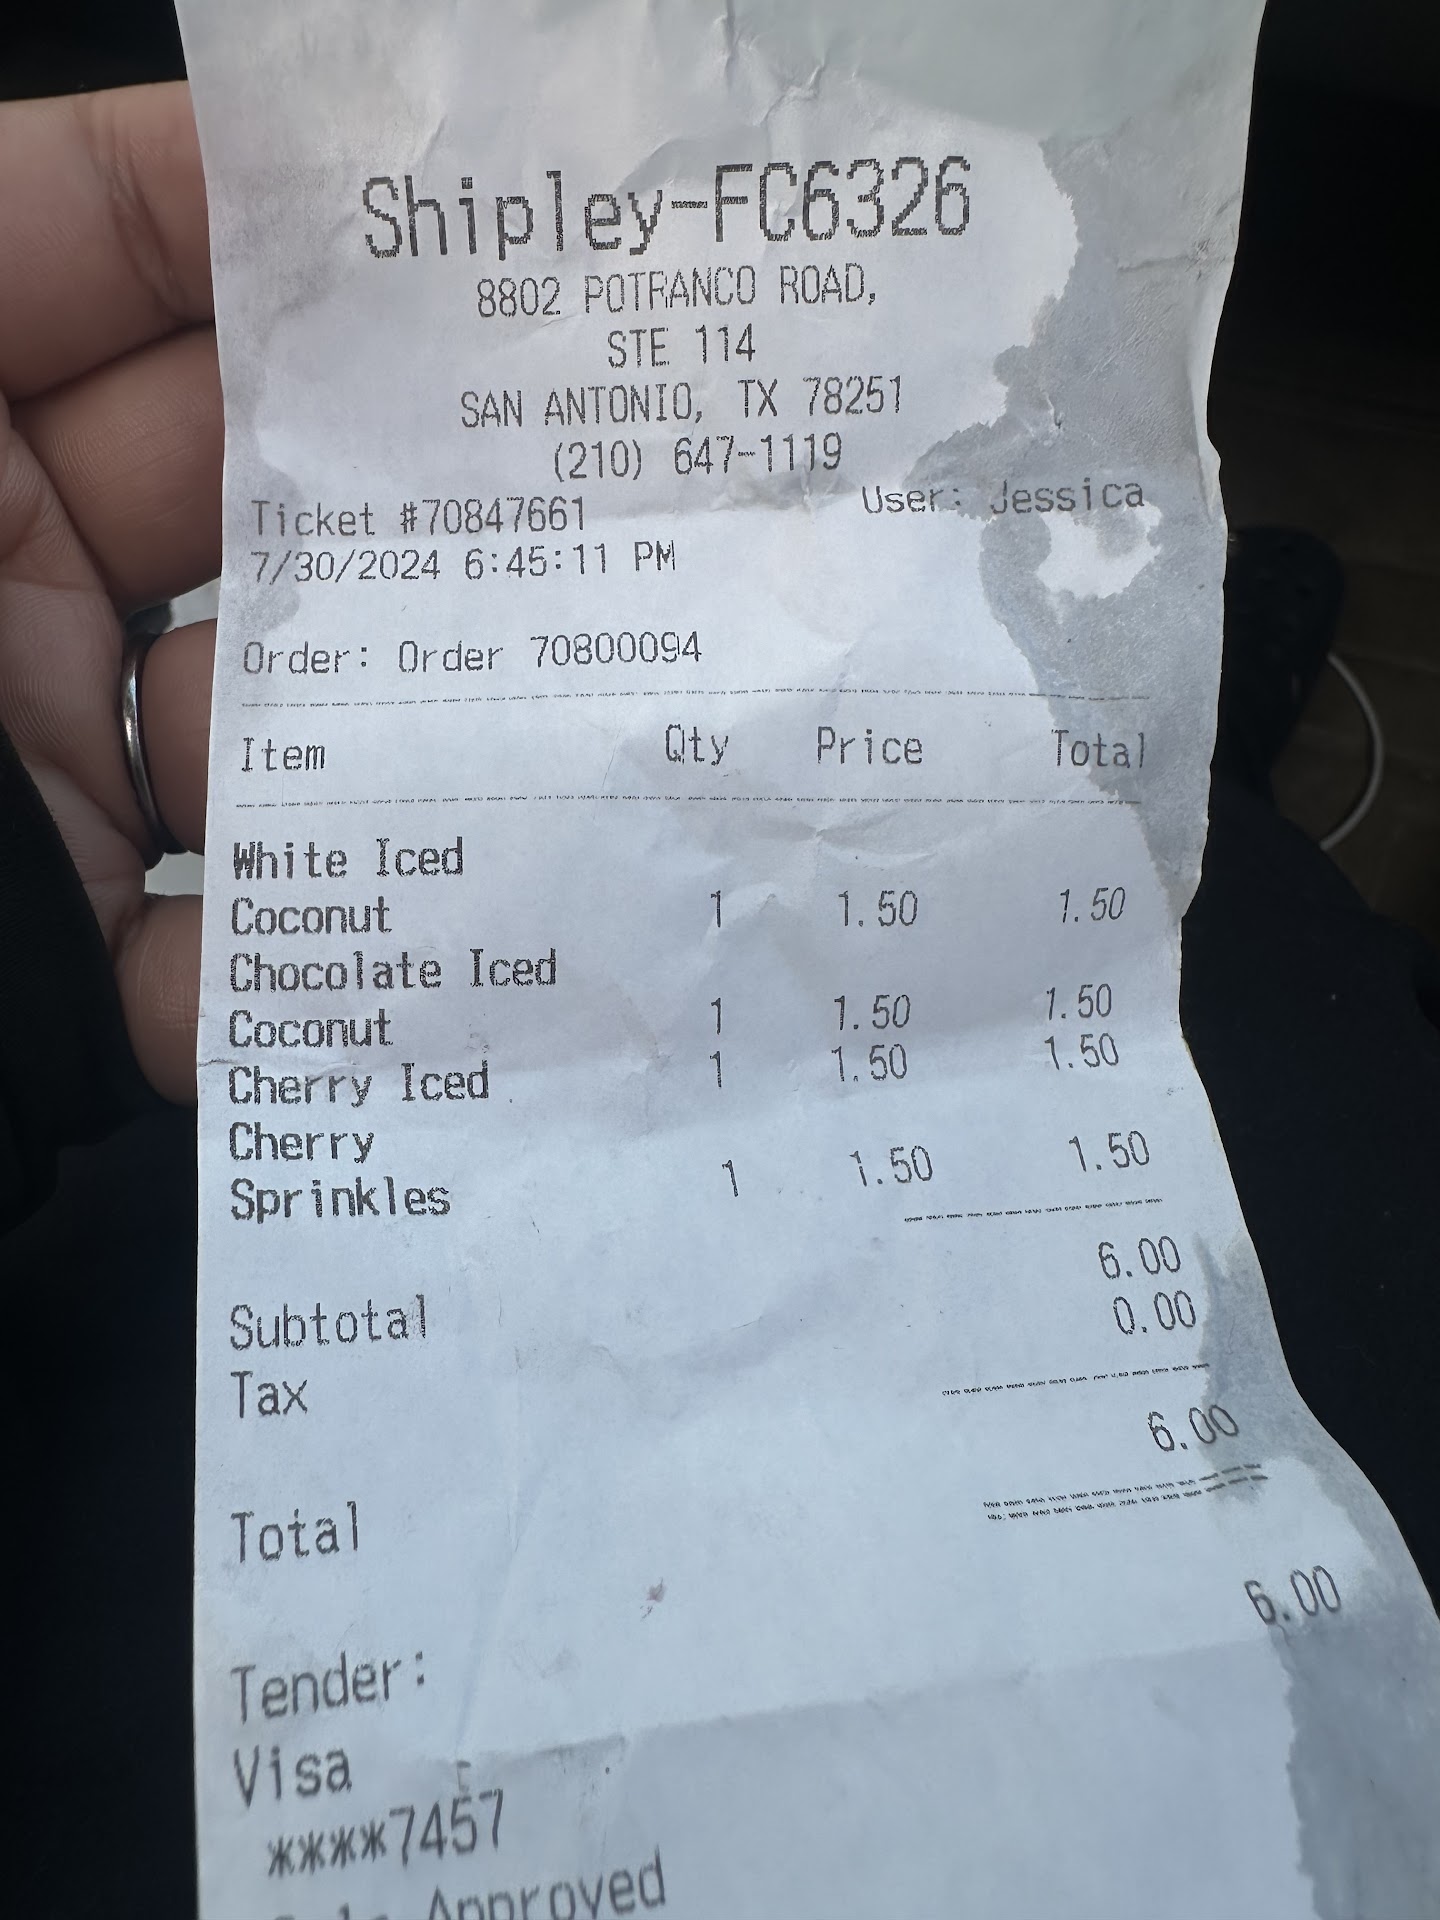 Shipley-FC6326
8802 POTRANCO ROAD,
STE 114
SAN ANTONIO, TX 78251
(210) 647-1119
Ticket #70847661 User: Jessica
7/30/2024 6:45:11 PM
Order: Order 70800094
Item Qty Price Total
White Iced
Coconut 1 1.50 1.50
Chocolate Iced
Coconut 1 1.50 1.50
Cherry Iced 1 1.50 1.50
Cherry
Sprinkles 1 1.50 1.50
Subtotal 6.00
Tax 0.00
Total 6.00
Tender:
Visa 6.00
****7457
Approved